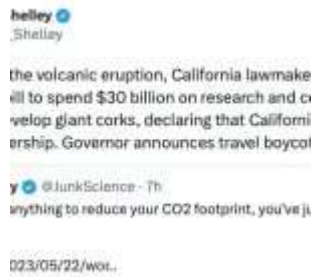 helley
_Shelley
the volcanic eruption, California lawmake
ill to spend $30 billion on research and c
velop giant corks, declaring that Californi
ership. Governor announces travel boycot
y @JunkScience · 7h
anything to reduce your CO2 footprint, you've ju
023/05/22/wor..